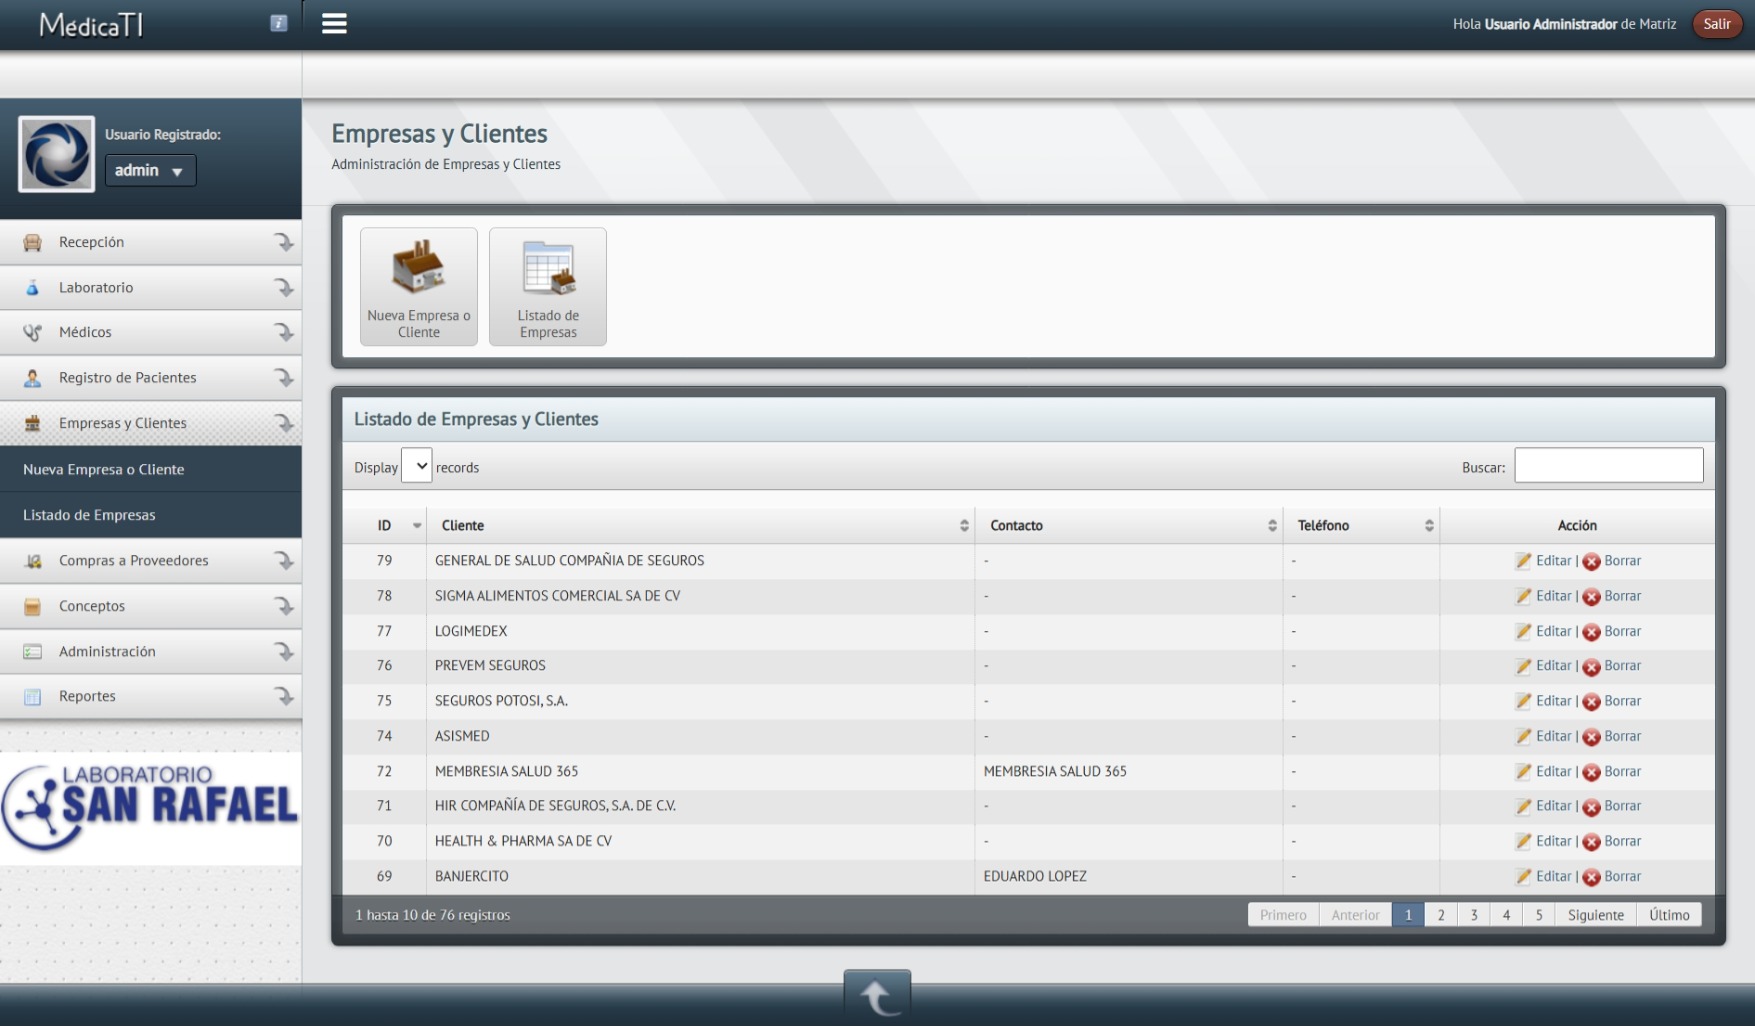 MédicaTI
Hola Usuario Administrador de Matriz
Salir
Usuario Registrado:
admin
Recepción
Laboratorio
Médicos
Registro de Pacientes
Empresas y Clientes
Nueva Empresa o Cliente
Listado de Empresas
Compras a Proveedores
Conceptos
Administración
Reportes
LABORATORIO
SAN RAFAEL
Empresas y Clientes
Administración de Empresas y Clientes
Nueva Empresa o
Cliente
Listado de
Empresas
Listado de Empresas y Clientes
Display records
Buscar:
ID Cliente Contacto Teléfono Acción
79 GENERAL DE SALUD COMPAÑIA DE SEGUROS - - Editar | Borrar
78 SIGMA ALIMENTOS COMERCIAL SA DE CV - - Editar | Borrar
77 LOGIMEDEX - - Editar | Borrar
76 PREVEM SEGUROS - - Editar | Borrar
75 SEGUROS POTOSI, S.A. - - Editar | Borrar
74 ASISMED - - Editar | Borrar
72 MEMBRESIA SALUD 365 MEMBRESIA SALUD 365 - Editar | Borrar
71 HIR COMPAÑÍA DE SEGUROS, S.A. DE C.V. - - Editar | Borrar
70 HEALTH & PHARMA SA DE CV - - Editar | Borrar
69 BANJERCITO EDUARDO LOPEZ - Editar | Borrar
1 hasta 10 de 76 registros
Primero Anterior 1 2 3 4 5 Siguiente Último